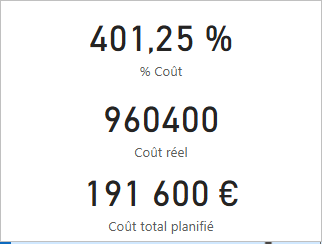 401,25 %
% Coût
960400
Coût réel
191 600 €
Coût total planifié